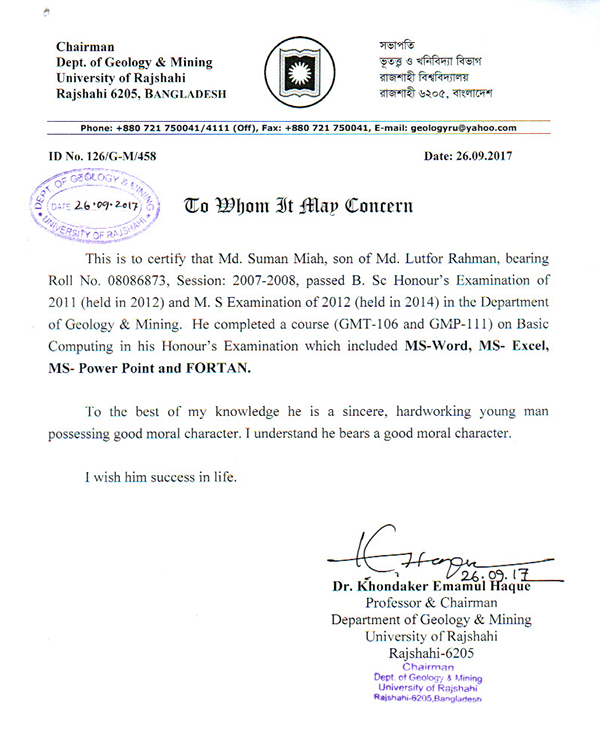 Chairman
Dept. of Geology & Mining
University of Rajshahi
Rajshahi 6205, BANGLADESH
সভাপতি
ভূতত্ত্ব ও খনিবিদ্যা বিভাগ
রাজশাহী বিশ্ববিদ্যালয়
রাজশাহী ৬২০৫, বাংলাদেশ
Phone: +880 721 750041/4111 (Off), Fax: +880 721 750041, E-mail: geologyru@yahoo.com
ID No. 126/G-M/458
Date: 26.09.2017
DEPT. OF GEOLOGY & MINING
DATE 26.09.2017
UNIVERSITY OF RAJSHAHI
To Whom It May Concern
This is to certify that Md. Suman Miah, son of Md. Lutfor Rahman, bearing
Roll No. 08086873, Session: 2007-2008, passed B. Sc Honour's Examination of
2011 (held in 2012) and M. S Examination of 2012 (held in 2014) in the Department
of Geology & Mining. He completed a course (GMT-106 and GMP-111) on Basic
Computing in his Honour's Examination which included MS-Word, MS- Excel,
MS- Power Point and FORTAN.
To the best of my knowledge he is a sincere, hardworking young man
possessing good moral character. I understand he bears a good moral character.
I wish him success in life.
K Haque
26.09.17
Dr. Khondaker Emamul Haque
Professor & Chairman
Department of Geology & Mining
University of Rajshahi
Rajshahi-6205
Chairman
Dept. of Geology & Mining
University of Rajshahi
Rajshahi-6205,Bangladesh